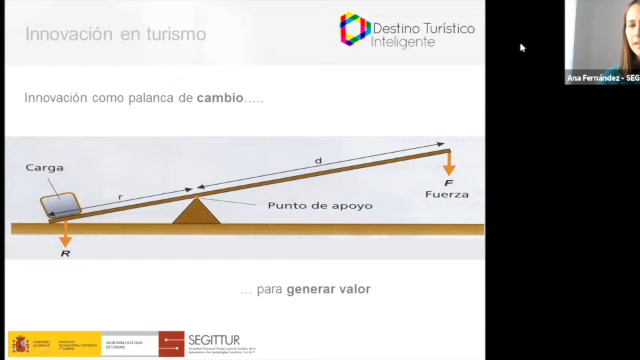 Innovación en turismo
Destino Turístico
Inteligente
Ana Fernández - SEG
Innovación como palanca de cambio.....
Carga
r
d
F
Fuerza
Punto de apoyo
R
... para generar valor
SEGITTUR